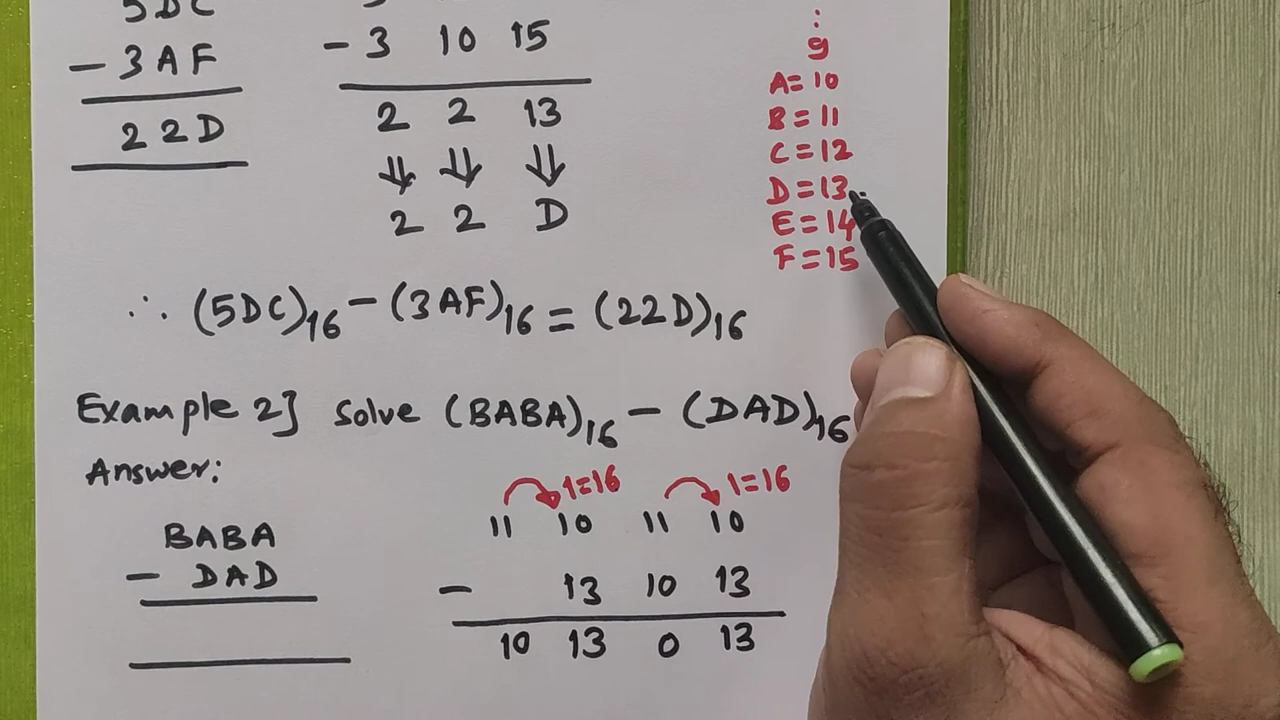 5DC
- 3AF
22D
- 3 10 15
2 2 13
⇓ ⇓ ⇓
2 2 D
:
9
A=10
B=11
C=12
D=13
E=14
F=15
∴ (5DC)16 - (3AF)16 = (22D)16
Example 2] Solve (BABA)16 - (DAD)16
Answer:
BABA
- DAD
1=16 1=16
11 10 11 10
- 13 10 13
10 13 0 13